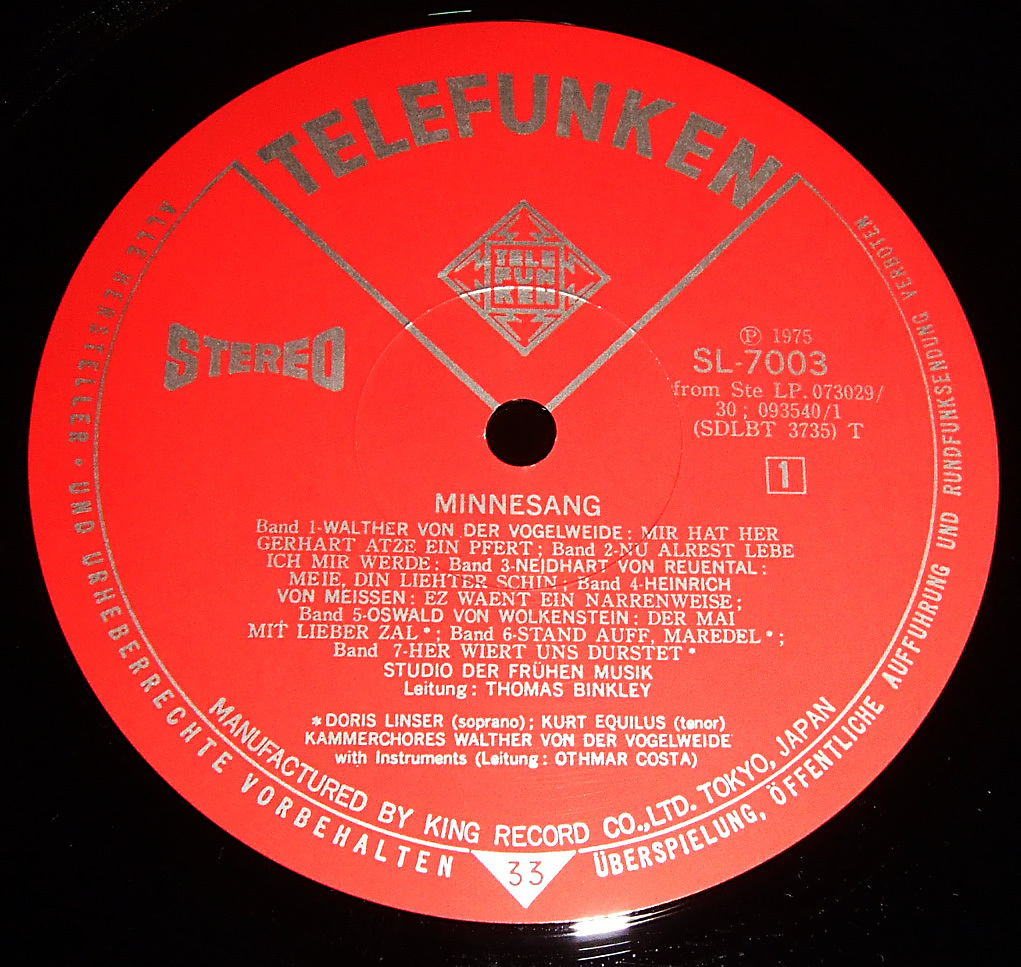 TELEFUNKEN
TELE
FUN
KEN
STEREO
Ⓟ 1975
SL-7003
from Ste LP. 073029/
30 ; 093540/1
(SDLBT 3735) T
1
MINNESANG
Band 1-WALTHER VON DER VOGELWEIDE: MIR HAT HER
GERHART ATZE EIN PFERT ; Band 2-NU ALREST LEBE
ICH MIR WERDE: Band 3-NEIDHART VON REUENTAL:
MEIE, DIN LIEHTER SCHIN ; Band 4-HEINRICH
VON MEISSEN: EZ WAENT EIN NARRENWEISE;
Band 5-OSWALD VON WOLKENSTEIN: DER MAI
MIT LIEBER ZAL*; Band 6-STAND AUFF, MAREDEL*;
Band 7-HER WIERT UNS DURSTET*
STUDIO DER FRÜHEN MUSIK
Leitung: THOMAS BINKLEY
*DORIS LINSER (soprano); KURT EQUILUS (tenor)
KAMMERCHORES WALTHER VON DER VOGELWEIDE
with Instruments (Leitung: OTHMAR COSTA)
MANUFACTURED BY KING RECORD CO.,LTD. TOKYO, JAPAN
33
ALLE HERSTELLER- UND URHEBERRECHTE VORBEHALTEN
ÜBERSPIELUNG, ÖFFENTLICHE AUFFUHRUNG UND RUNDFUNKSENDUNG VERBOTEN